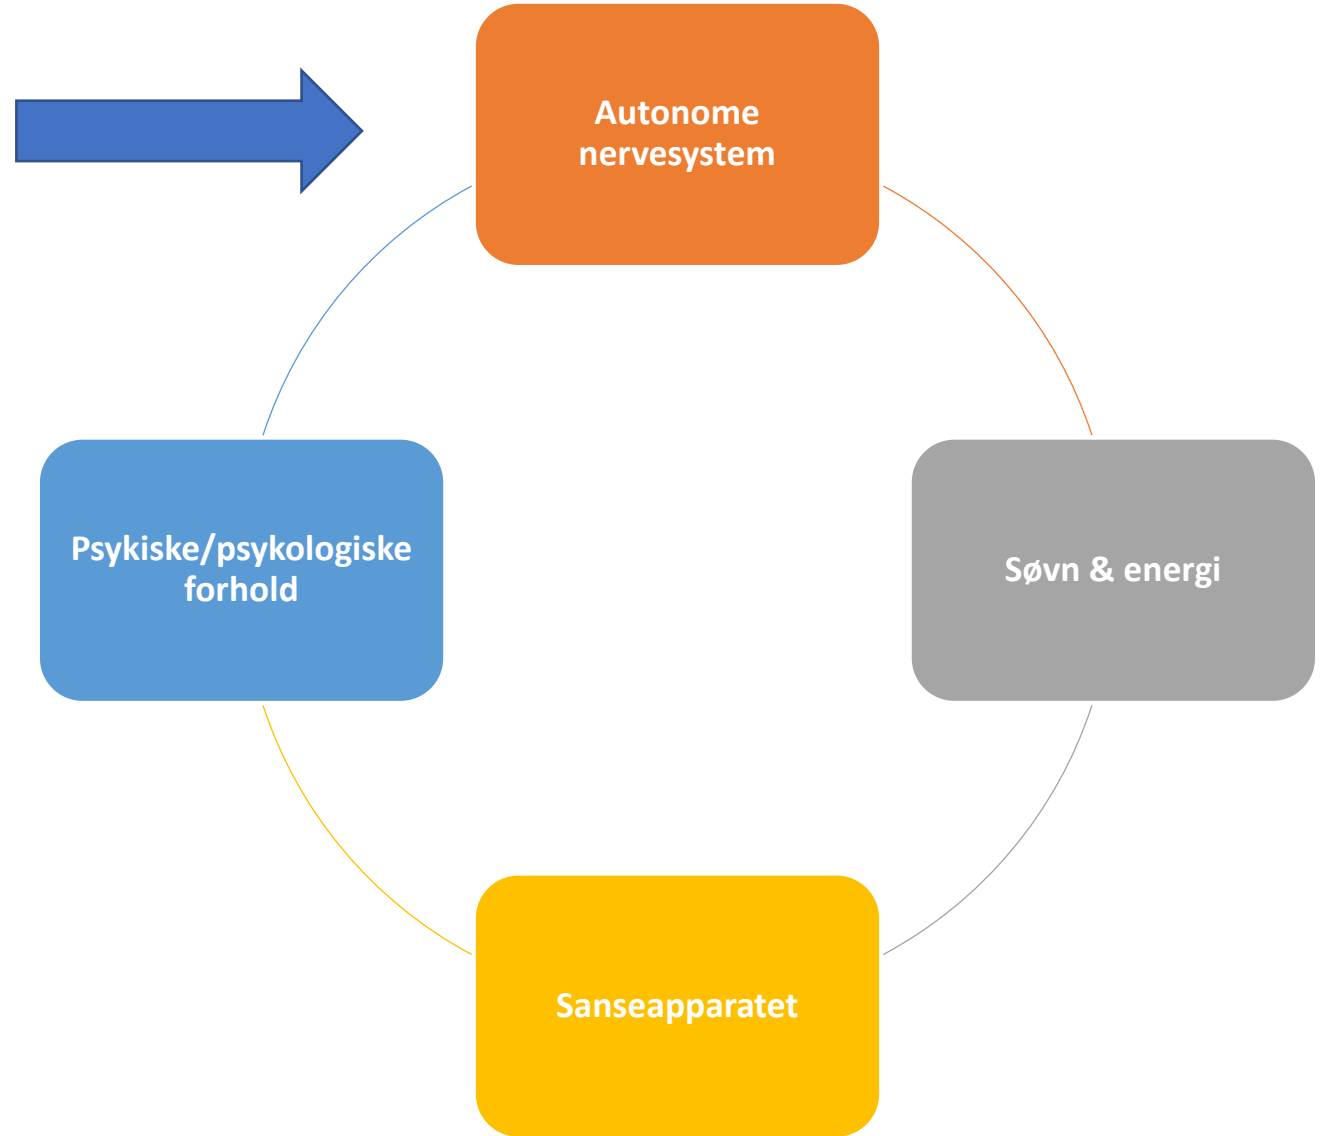 Autonome
nervesystem
Psykiske/psykologiske
forhold
Søvn & energi
Sanseapparatet